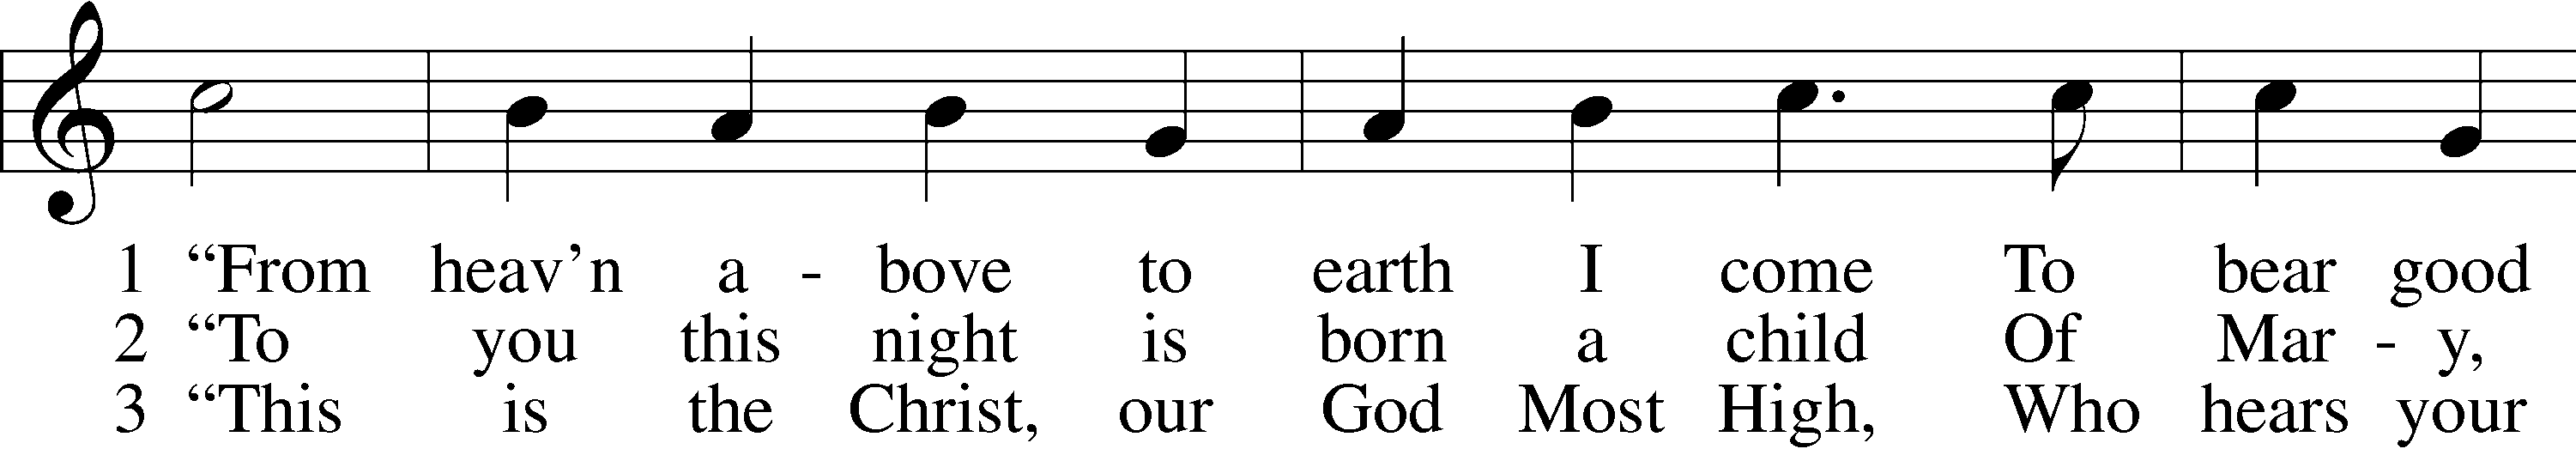 1 “From heav’n a - bove to earth I come To bear good
2 “To you this night is born a child Of Mar - y,
3 “This is the Christ, our God Most High, Who hears your